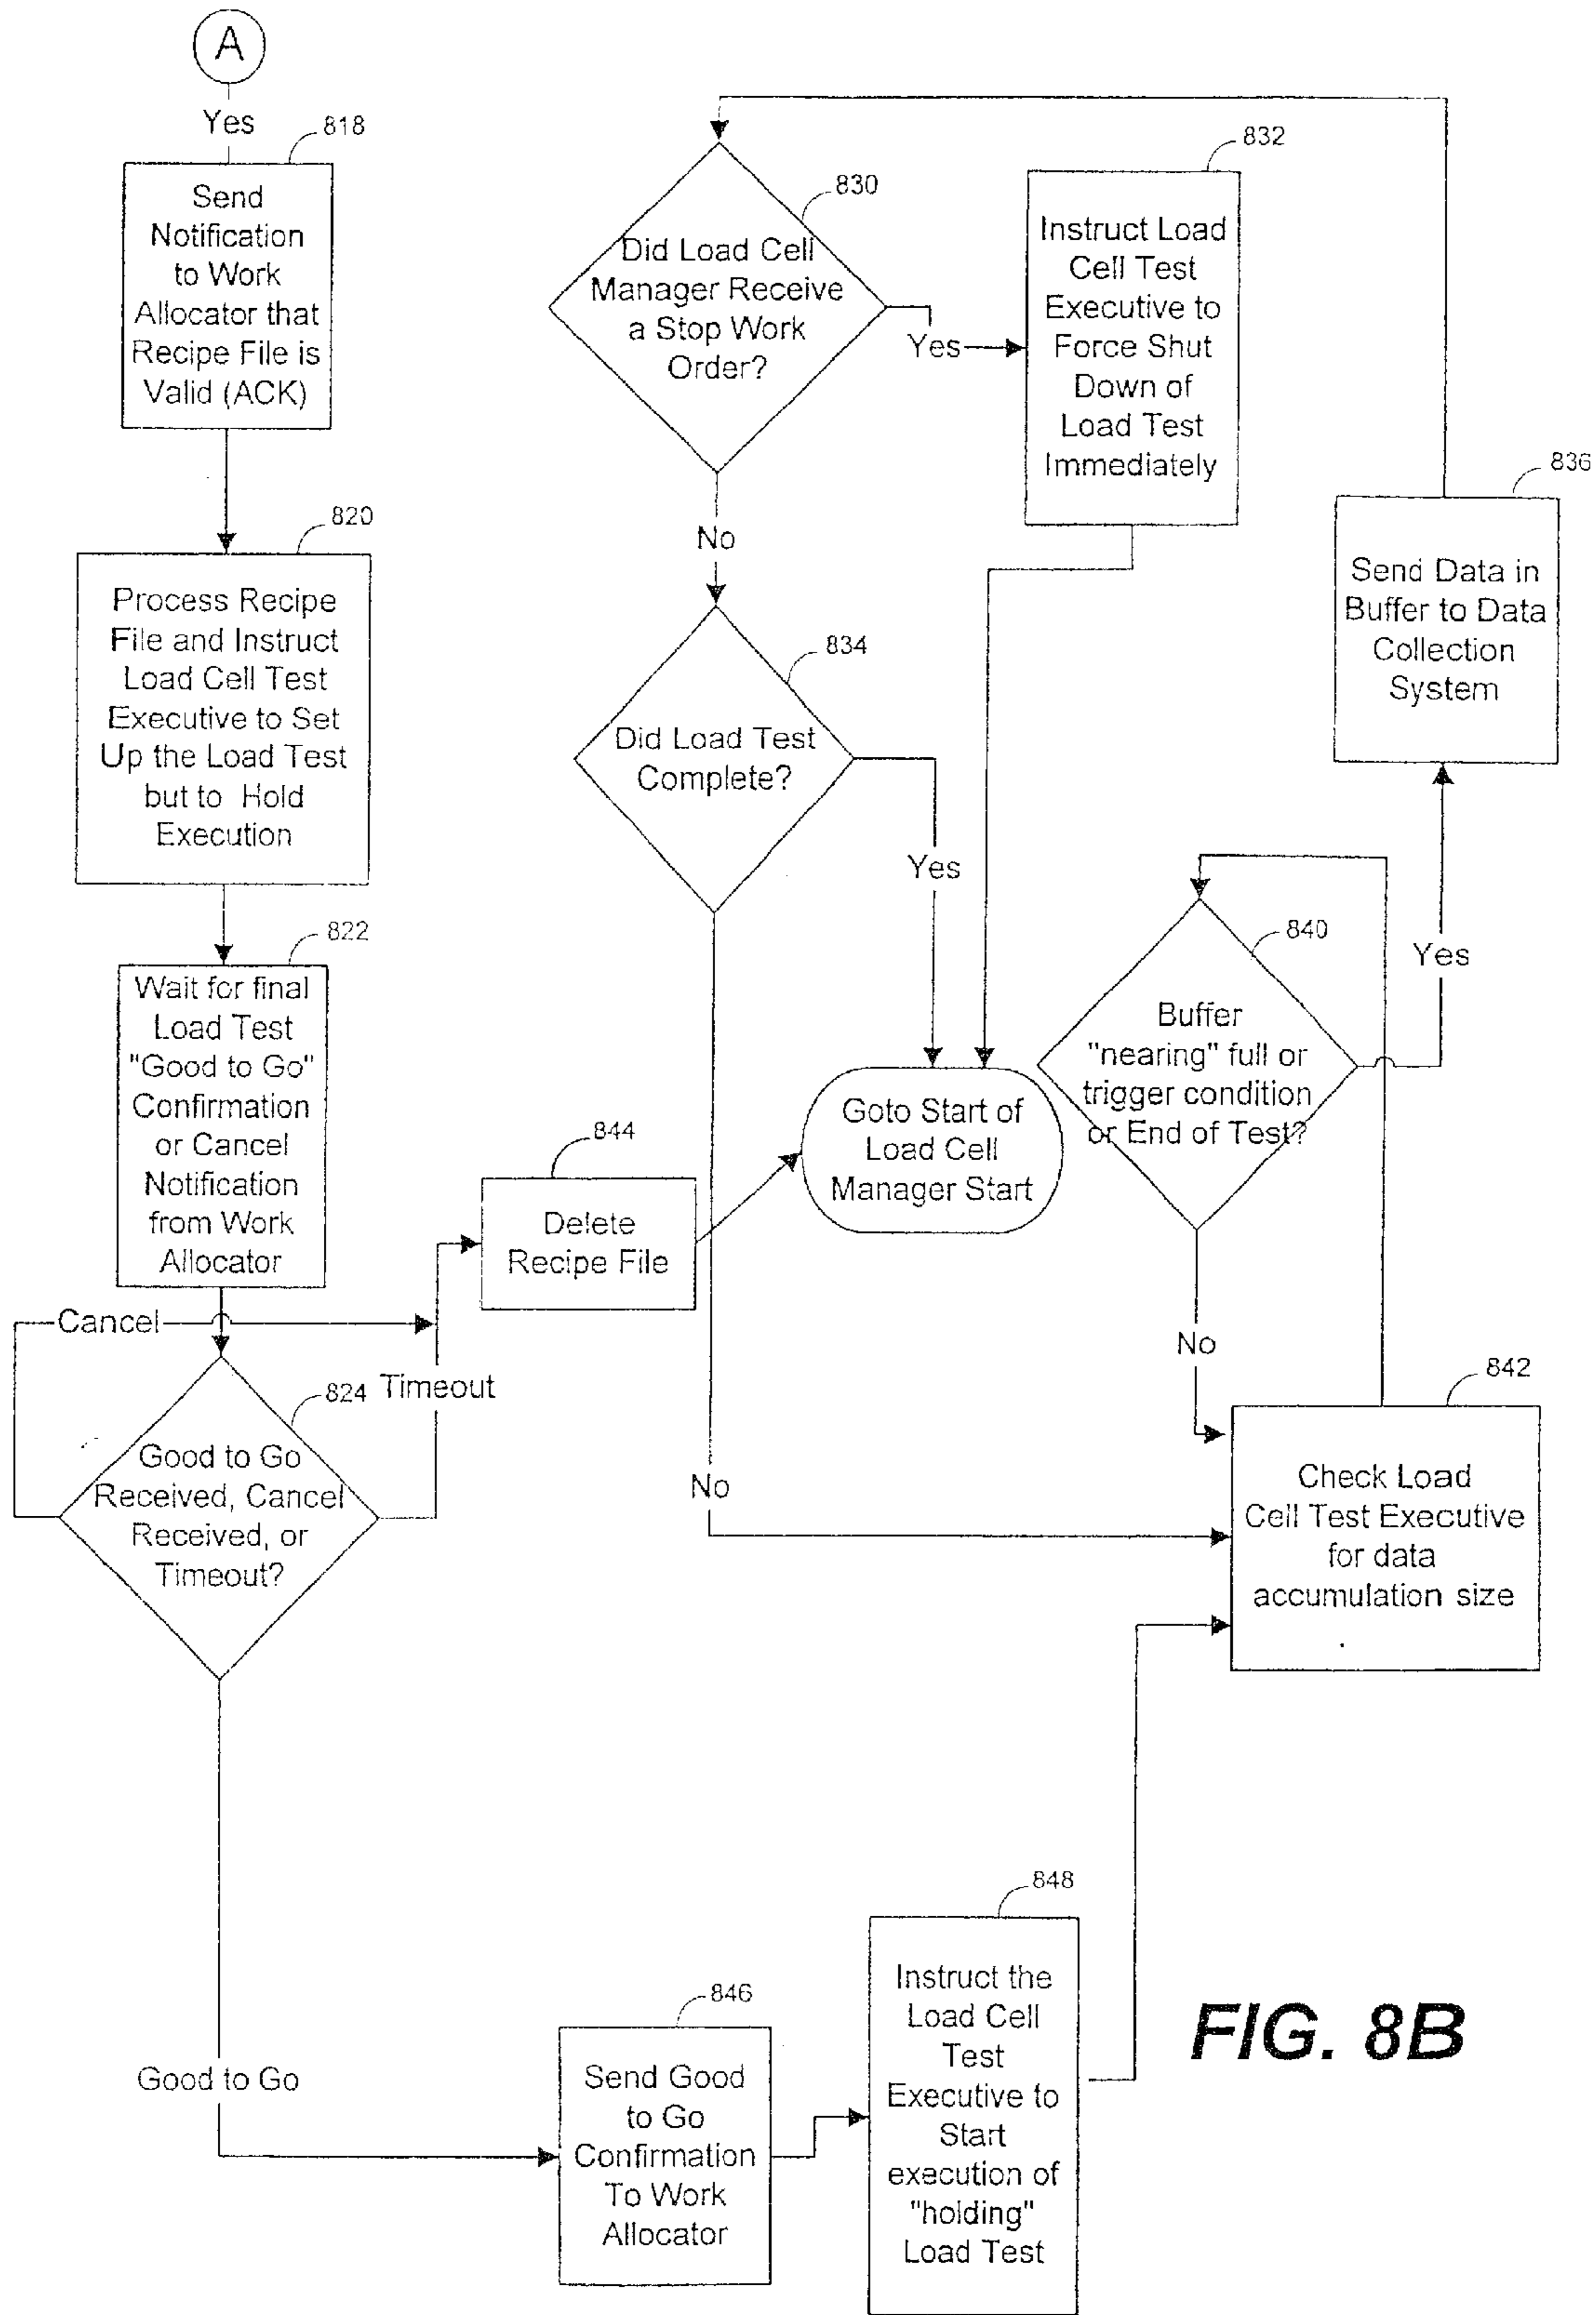 A
Yes
818
Send
Notification
to Work
Allocator that
Recipe File is
Valid (ACK)
820
Process Recipe
File and Instruct
Load Cell Test
Executive to Set
Up the Load Test
but to Hold
Execution
822
Wait for final
Load Test
"Good to Go"
Confirmation
or Cancel
Notification
from Work
Allocator
Cancel
824
Timeout
Good to Go
Received, Cancel
Received, or
Timeout?
Good to Go
844
Delete
Recipe File
846
Send Good
to Go
Confirmation
To Work
Allocator
848
Instruct the
Load Cell
Test
Executive to
Start
execution of
"holding"
Load Test
830
Did Load Cell
Manager Receive
a Stop Work
Order?
Yes
832
Instruct Load
Cell Test
Executive to
Force Shut
Down of
Load Test
Immediately
No
834
Did Load Test
Complete?
Yes
No
Goto Start of
Load Cell
Manager Start
836
Send Data in
Buffer to Data
Collection
System
840
Buffer
"nearing" full or
trigger condition
or End of Test?
Yes
No
842
Check Load
Cell Test Executive
for data
accumulation size
FIG. 8B